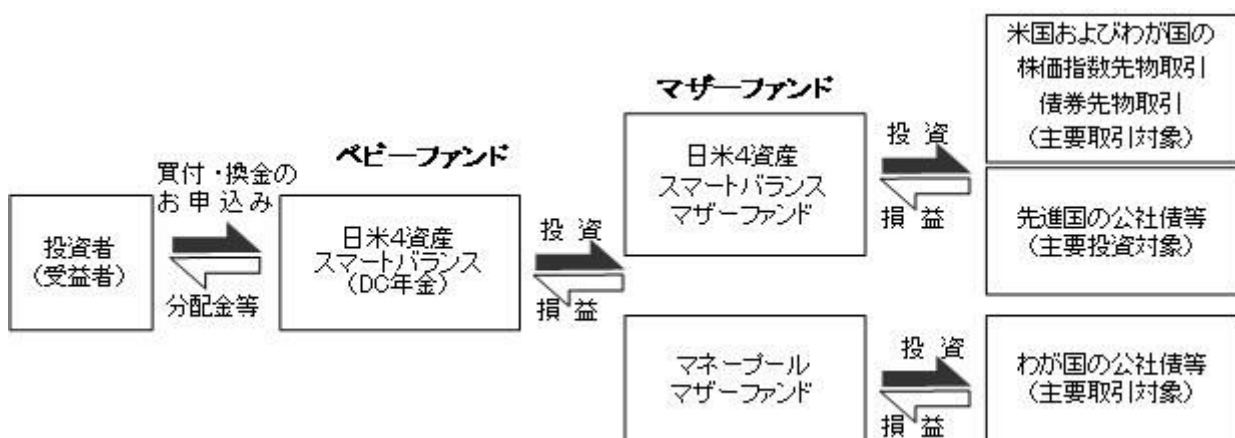 投資者
(受益者)
買付・換金の
お申込み
分配金等
ベビーファンド
日米4資産
スマートバランス
(DC年金)
投資
損益
マザーファンド
日米4資産
スマートバランス
マザーファンド
投資
損益
米国およびわが国の
株価指数先物取引
債券先物取引
(主要取引対象)
先進国の公社債等
(主要投資対象)
マネープール
マザーファンド
投資
損益
わが国の公社債等
(主要取引対象)